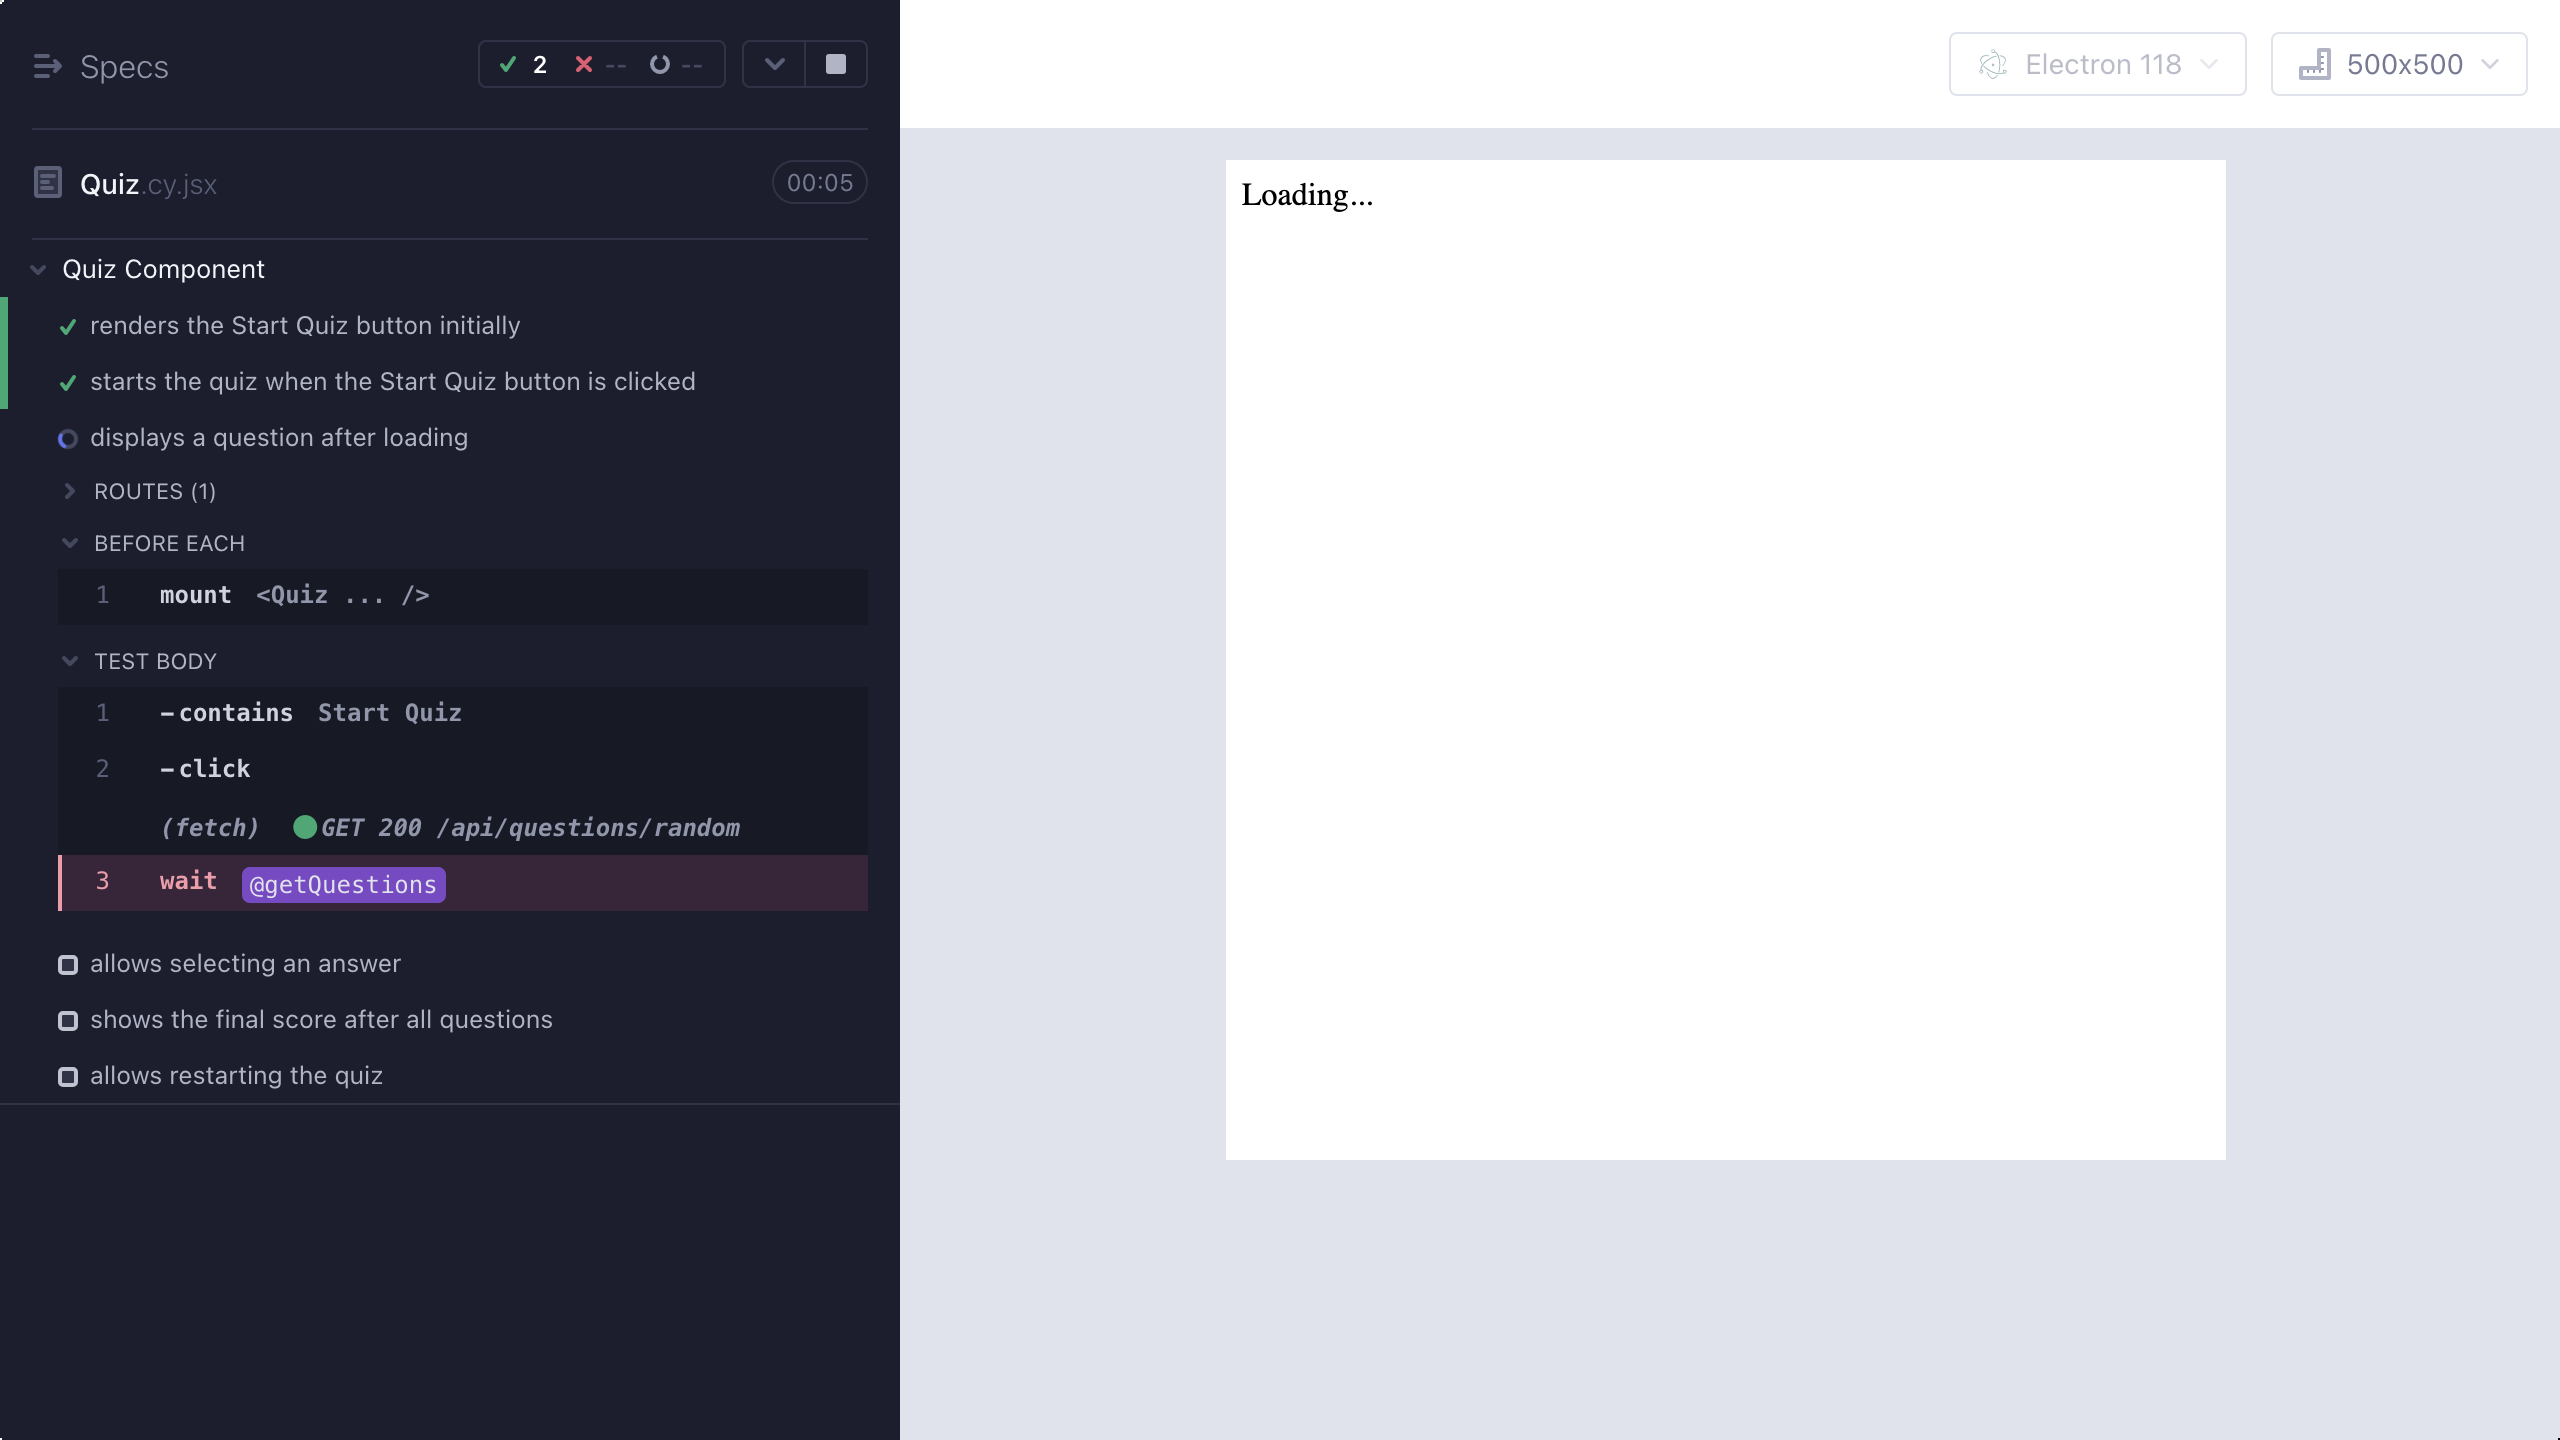 Specs
2 -- --
Quiz.cy.jsx
00:05
Quiz Component
renders the Start Quiz button initially
starts the quiz when the Start Quiz button is clicked
displays a question after loading
ROUTES (1)
BEFORE EACH
1 mount <Quiz ... />
TEST BODY
1 -contains Start Quiz
2 -click
(fetch) GET 200 /api/questions/random
3 wait @getQuestions
allows selecting an answer
shows the final score after all questions
allows restarting the quiz
Electron 118
500x500
Loading...